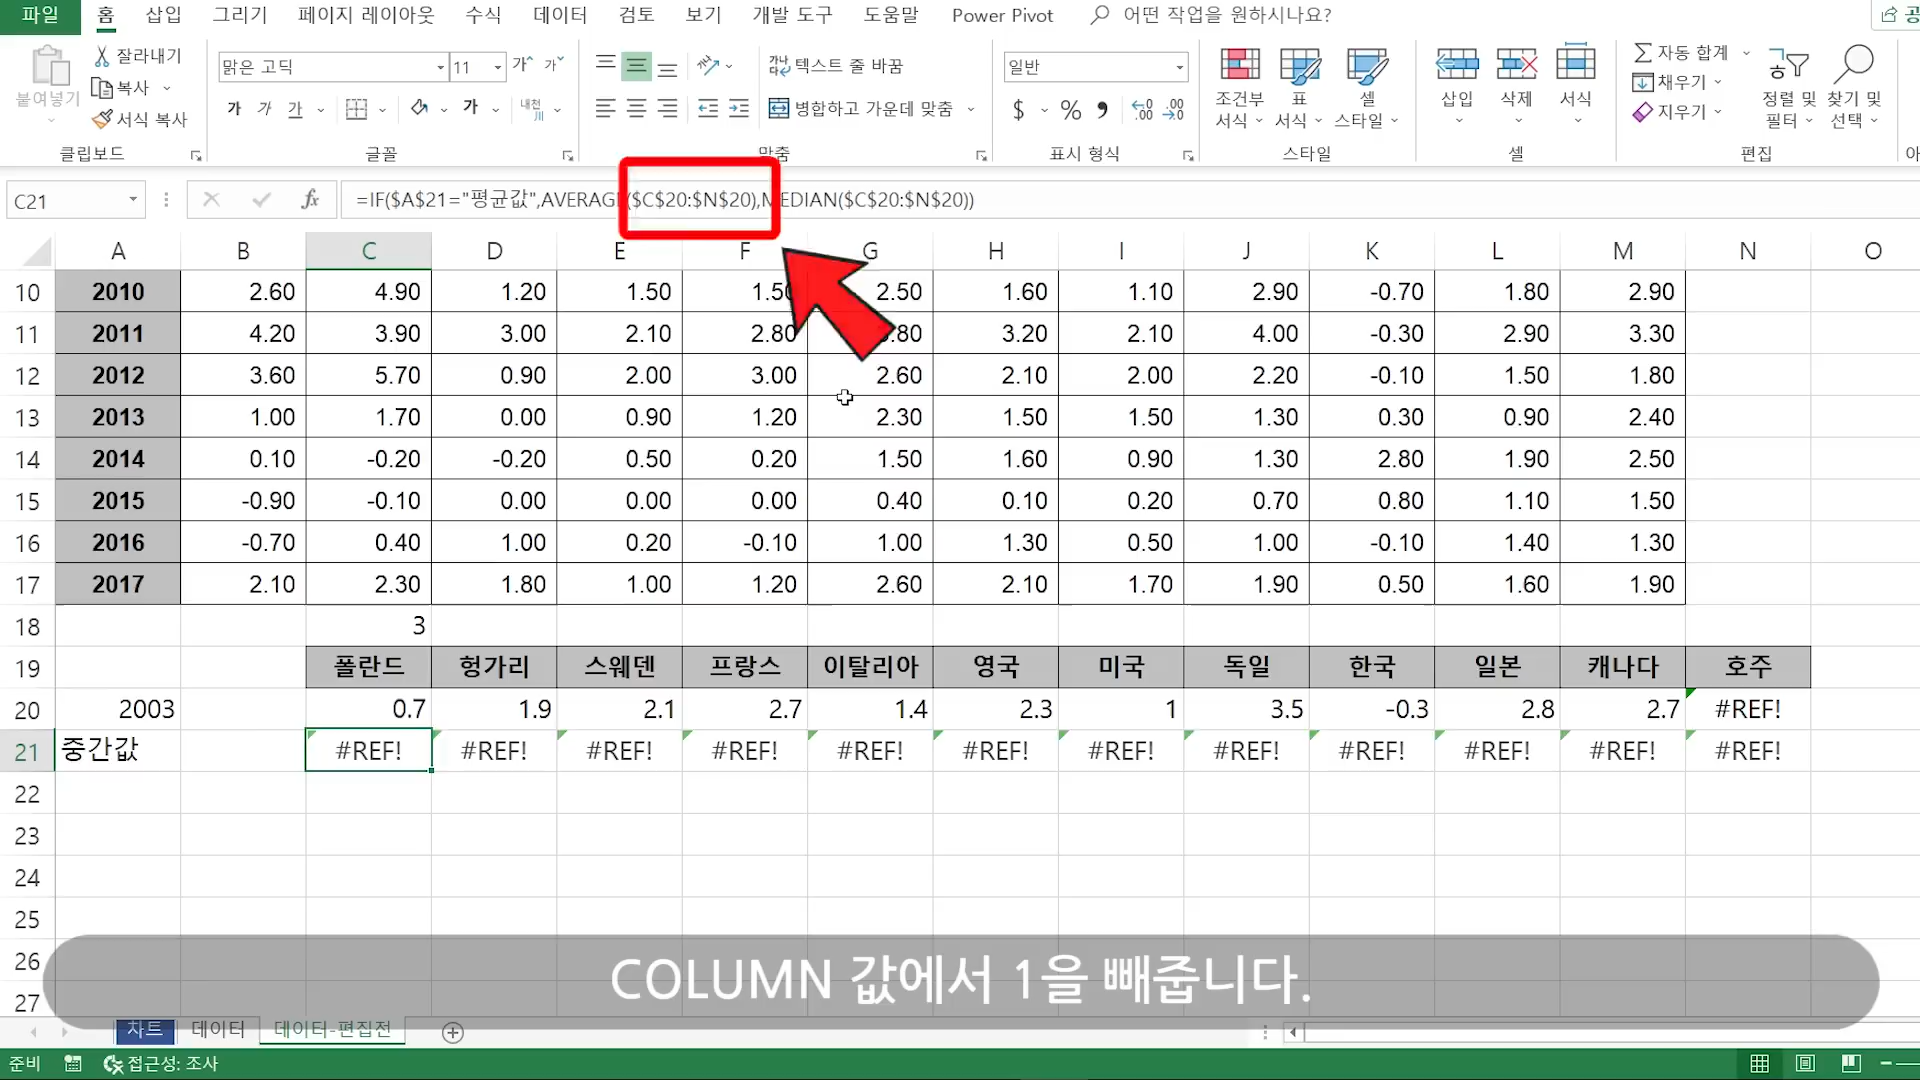 파일 홈 삽입 그리기 페이지 레이아웃 수식 데이터 검토 보기 개발 도구 도움말 Power Pivot 어떤 작업을 원하시나요? 공
붙여넣기 잘라내기 복사 서식 복사
클립보드
맑은 고딕 11 가 가
가 가 가 가 내천
글꼴
텍스트 줄 바꿈
병합하고 가운데 맞춤
맞춤
일반
$ % , .00
표시 형식
조건부 서식 표 서식 셀 스타일
스타일
삽입 삭제 서식
셀
자동 합계
채우기
지우기
정렬 및 필터 찾기 및 선택
편집
C21 fx =IF($A$21="평균값",AVERAG($C$20:$N$20),MEDIAN($C$20:$N$20))
A B C D E F G H I J K L M N O
10 2010 2.60 4.90 1.20 1.50 1.50 2.50 1.60 1.10 2.90 -0.70 1.80 2.90
11 2011 4.20 3.90 3.00 2.10 2.80 .80 3.20 2.10 4.00 -0.30 2.90 3.30
12 2012 3.60 5.70 0.90 2.00 3.00 2.60 2.10 2.00 2.20 -0.10 1.50 1.80
13 2013 1.00 1.70 0.00 0.90 1.20 2.30 1.50 1.50 1.30 0.30 0.90 2.40
14 2014 0.10 -0.20 -0.20 0.50 0.20 1.50 1.60 0.90 1.30 2.80 1.90 2.50
15 2015 -0.90 -0.10 0.00 0.00 0.00 0.40 0.10 0.20 0.70 0.80 1.10 1.50
16 2016 -0.70 0.40 1.00 0.20 -0.10 1.00 1.30 0.50 1.00 -0.10 1.40 1.30
17 2017 2.10 2.30 1.80 1.00 1.20 2.60 2.10 1.70 1.90 0.50 1.60 1.90
18 3
19 폴란드 헝가리 스웨덴 프랑스 이탈리아 영국 미국 독일 한국 일본 캐나다 호주
20 2003 0.7 1.9 2.1 2.7 1.4 2.3 1 3.5 -0.3 2.8 2.7 #REF!
21 중간값 #REF! #REF! #REF! #REF! #REF! #REF! #REF! #REF! #REF! #REF! #REF! #REF!
22
23
24
25
26
27
COLUMN 값에서 1을 빼줍니다.
차트 데이터 데이터-편집전
준비 접근성: 조사